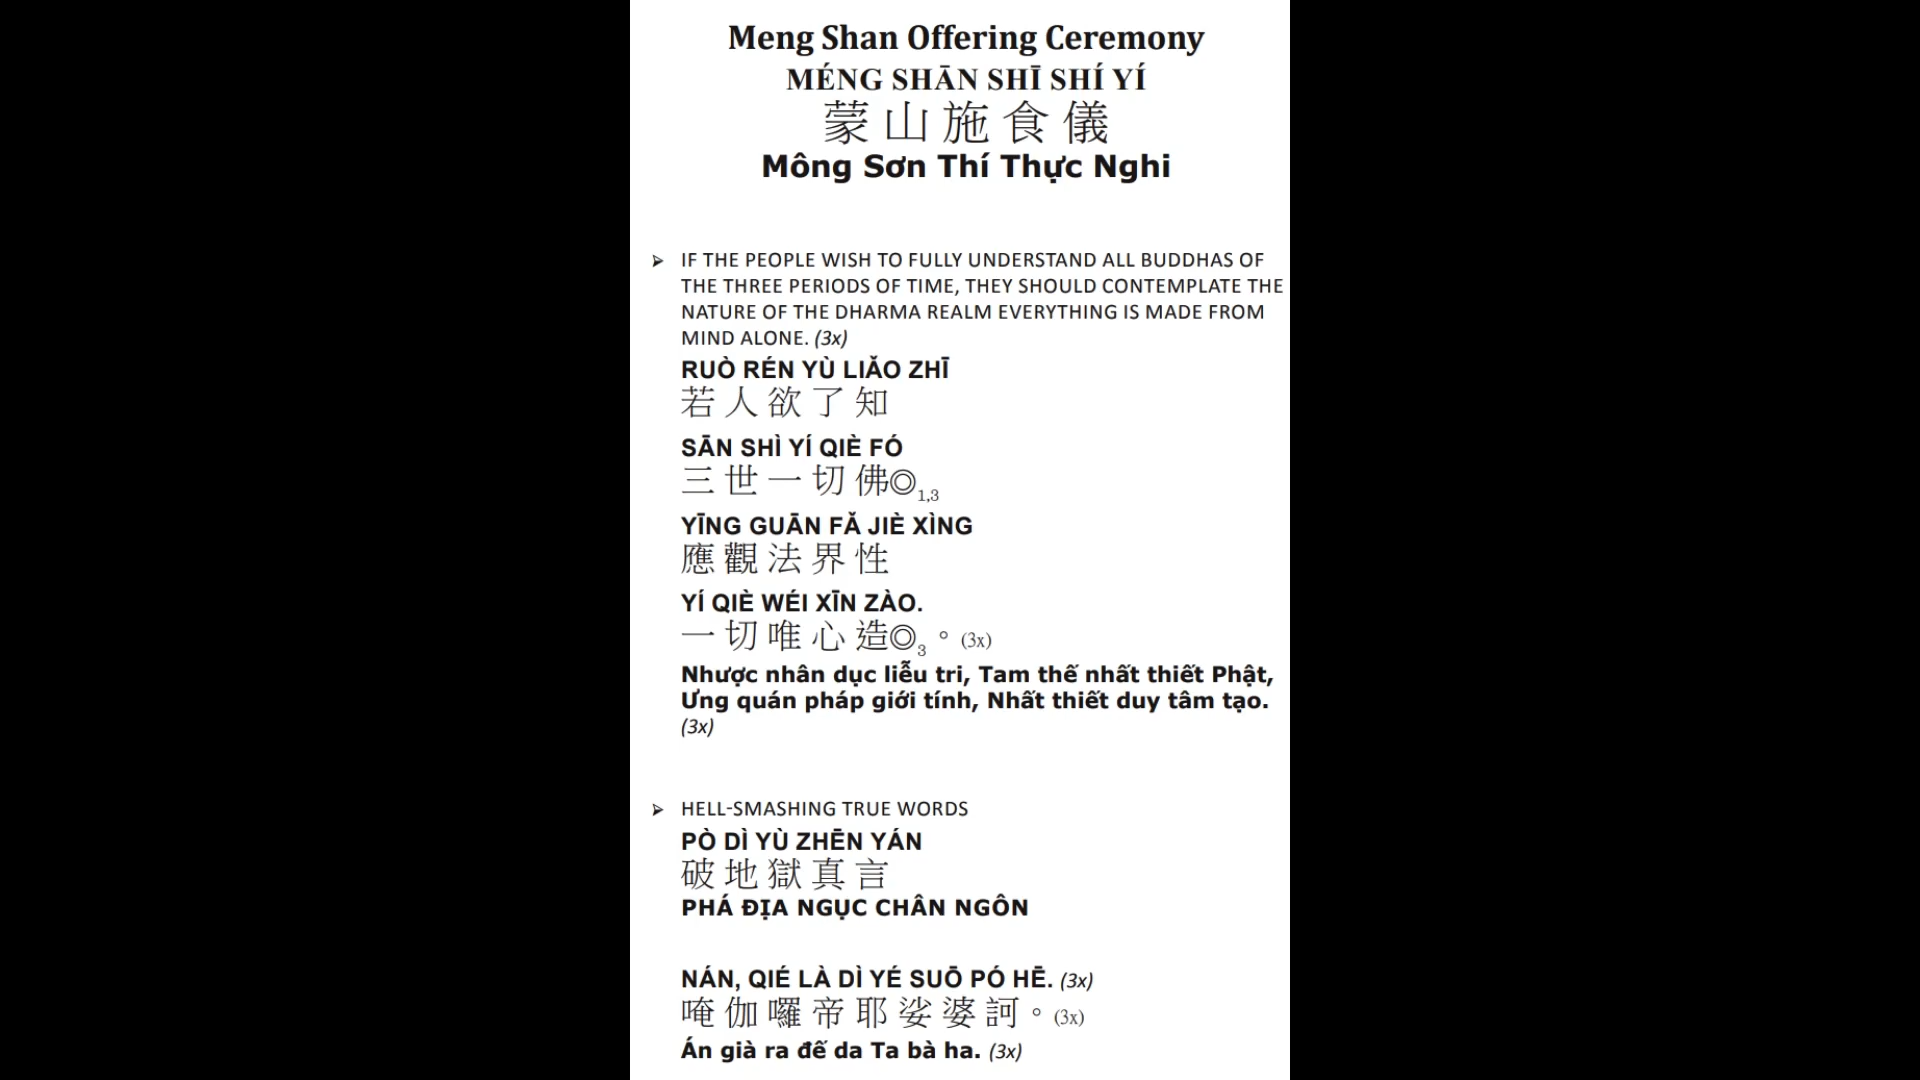 Meng Shan Offering Ceremony
MÉNG SHĀN SHĪ SHÍ YÍ
蒙山施食儀
Mông Sơn Thí Thực Nghi
➢ IF THE PEOPLE WISH TO FULLY UNDERSTAND ALL BUDDHAS OF
THE THREE PERIODS OF TIME, THEY SHOULD CONTEMPLATE THE
NATURE OF THE DHARMA REALM EVERYTHING IS MADE FROM
MIND ALONE. (3x)
RUÒ RÉN YÙ LIǍO ZHĪ
若人欲了知
SĀN SHÌ YÍ QIÈ FÓ
三世一切佛◎1,3
YĪNG GUĀN FǍ JIÈ XÌNG
應觀法界性
YÍ QIÈ WÉI XĪN ZÀO.
一切唯心造◎3。(3x)
Nhược nhân dục liễu tri, Tam thế nhất thiết Phật,
Ưng quán pháp giới tính, Nhất thiết duy tâm tạo.
(3x)
➢ HELL-SMASHING TRUE WORDS
PÒ DÌ YÙ ZHĒN YÁN
破地獄真言
PHÁ ĐỊA NGỤC CHÂN NGÔN
NÁN, QIÉ LÀ DÌ YÉ SUŌ PÓ HĒ. (3x)
唵伽囉帝耶娑婆訶。(3x)
Án già ra đế da Ta bà ha. (3x)